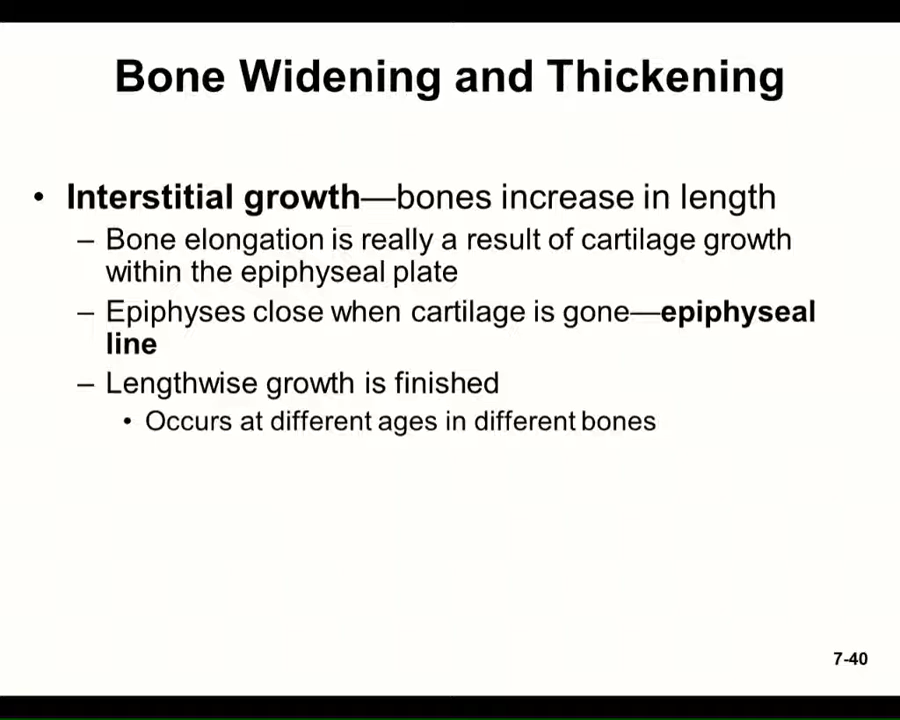 Bone Widening and Thickening
• Interstitial growth—bones increase in length
– Bone elongation is really a result of cartilage growth
within the epiphyseal plate
– Epiphyses close when cartilage is gone—epiphyseal
line
– Lengthwise growth is finished
• Occurs at different ages in different bones
7-40